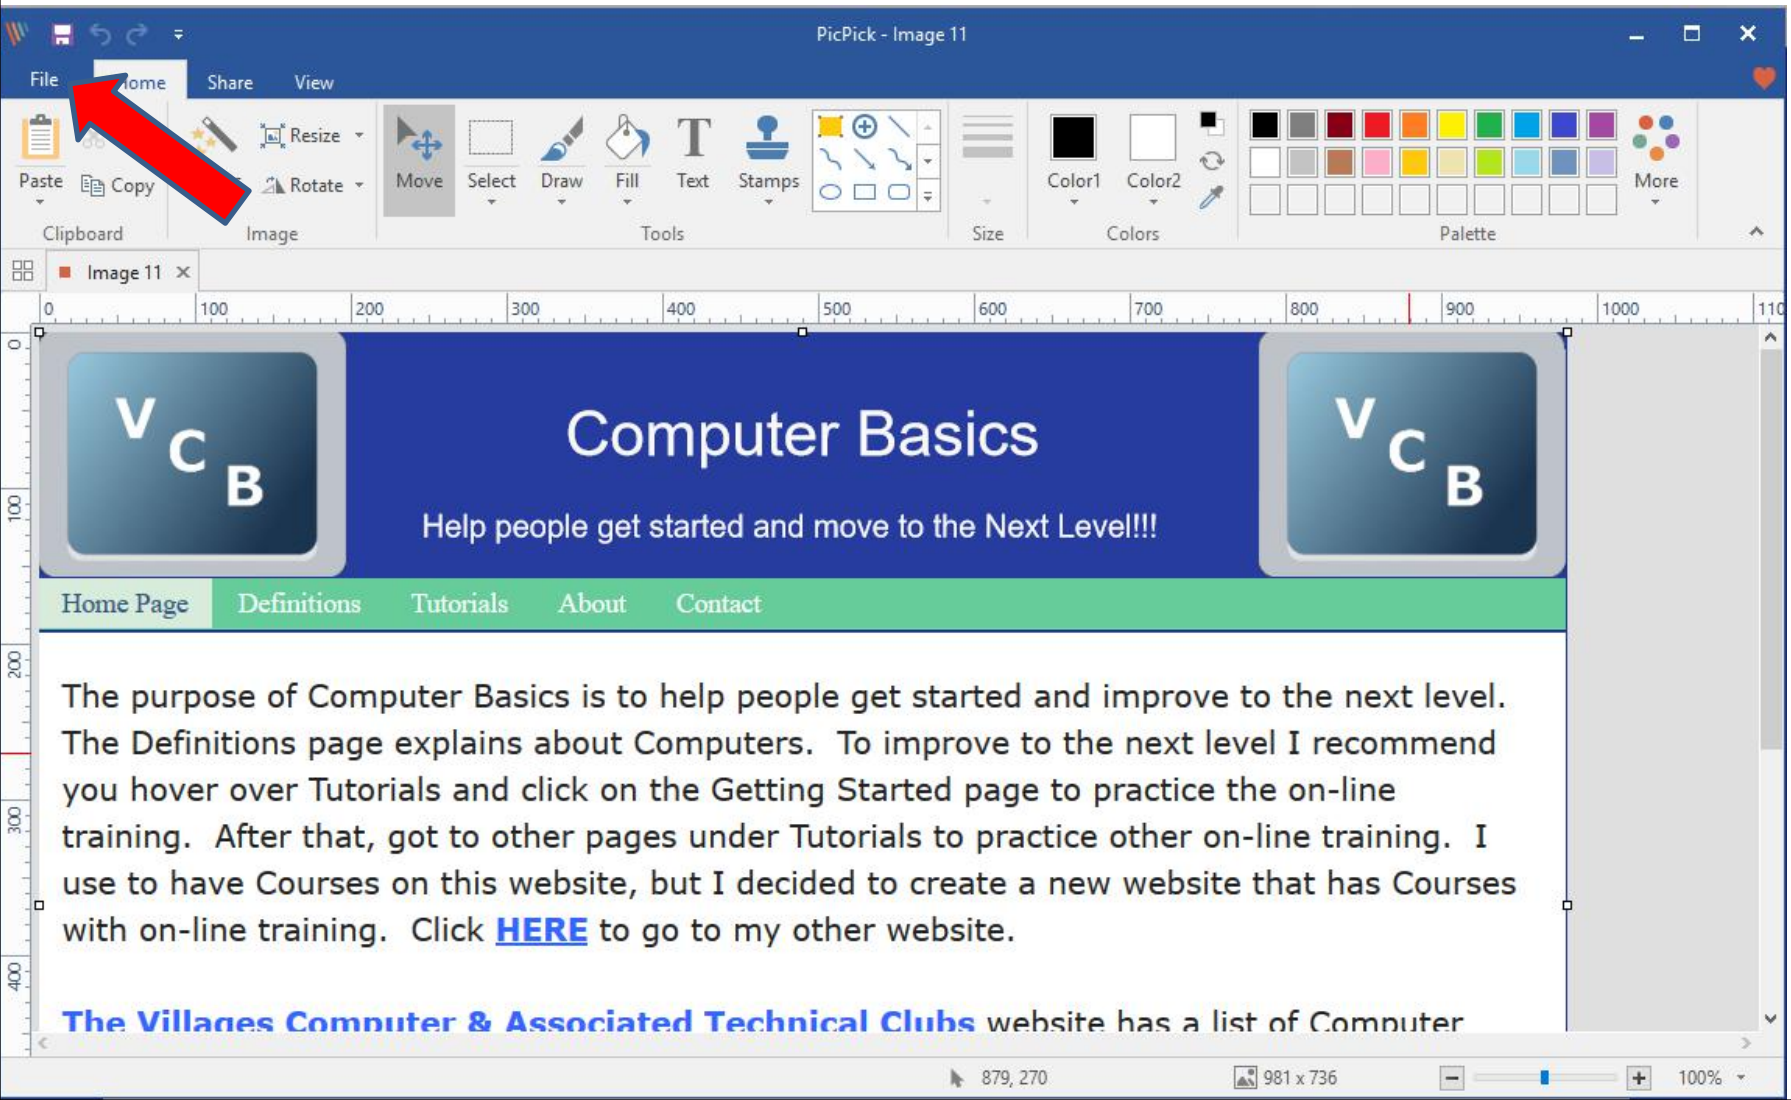 PicPick - Image 11
File Home Share View
Paste Copy Resize Rotate Move Select Draw Fill Text Stamps Color1 Color2 More
Clipboard Image Tools Size Colors Palette
Image 11
0 100 200 300 400 500 600 700 800 900 1000 110
0
100
200
300
400
V C B
Computer Basics
Help people get started and move to the Next Level!!!
V C B
Home Page Definitions Tutorials About Contact
The purpose of Computer Basics is to help people get started and improve to the next level.
The Definitions page explains about Computers. To improve to the next level I recommend
you hover over Tutorials and click on the Getting Started page to practice the on-line
training. After that, got to other pages under Tutorials to practice other on-line training. I
use to have Courses on this website, but I decided to create a new website that has Courses
with on-line training. Click HERE to go to my other website.
The Villages Computer & Associated Technical Clubs website has a list of Computer
879, 270 981 x 736 100%